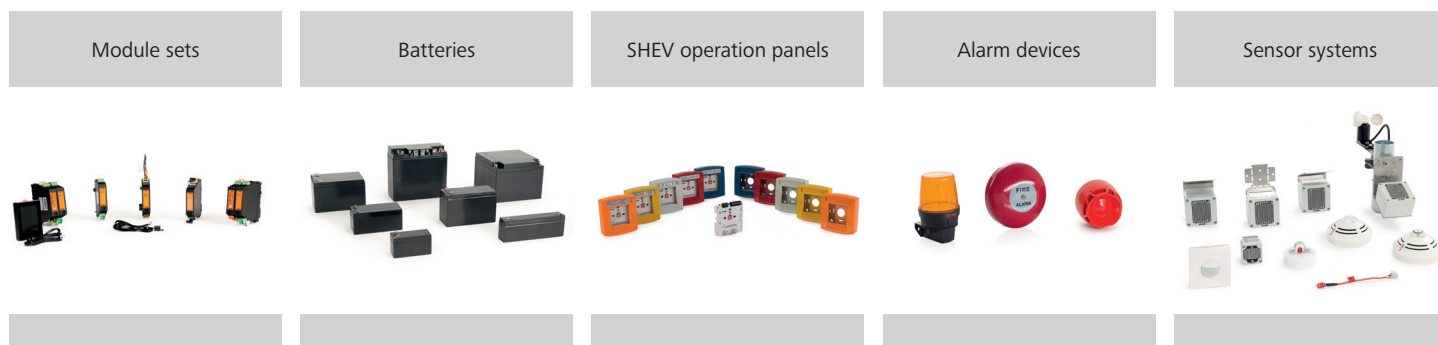 Module sets
Batteries
SHEV operation panels
Alarm devices
Sensor systems
FIRE
ALARM